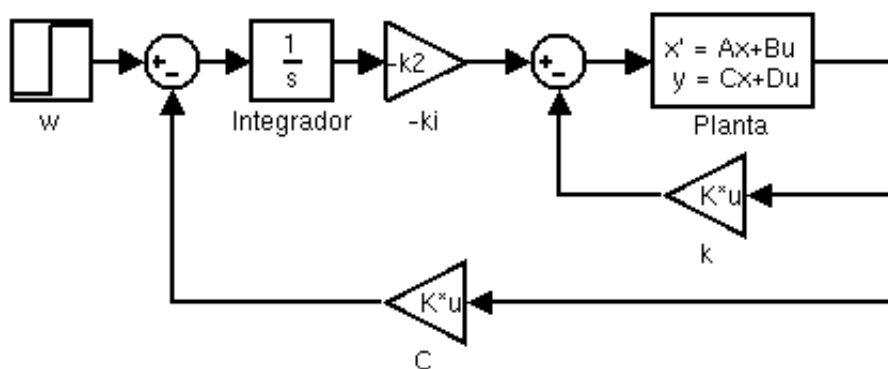 w
+
-
1
s
Integrador
-k2
-ki
+
-
x' = Ax+Bu
y = Cx+Du
Planta
K*u
k
K*u
C